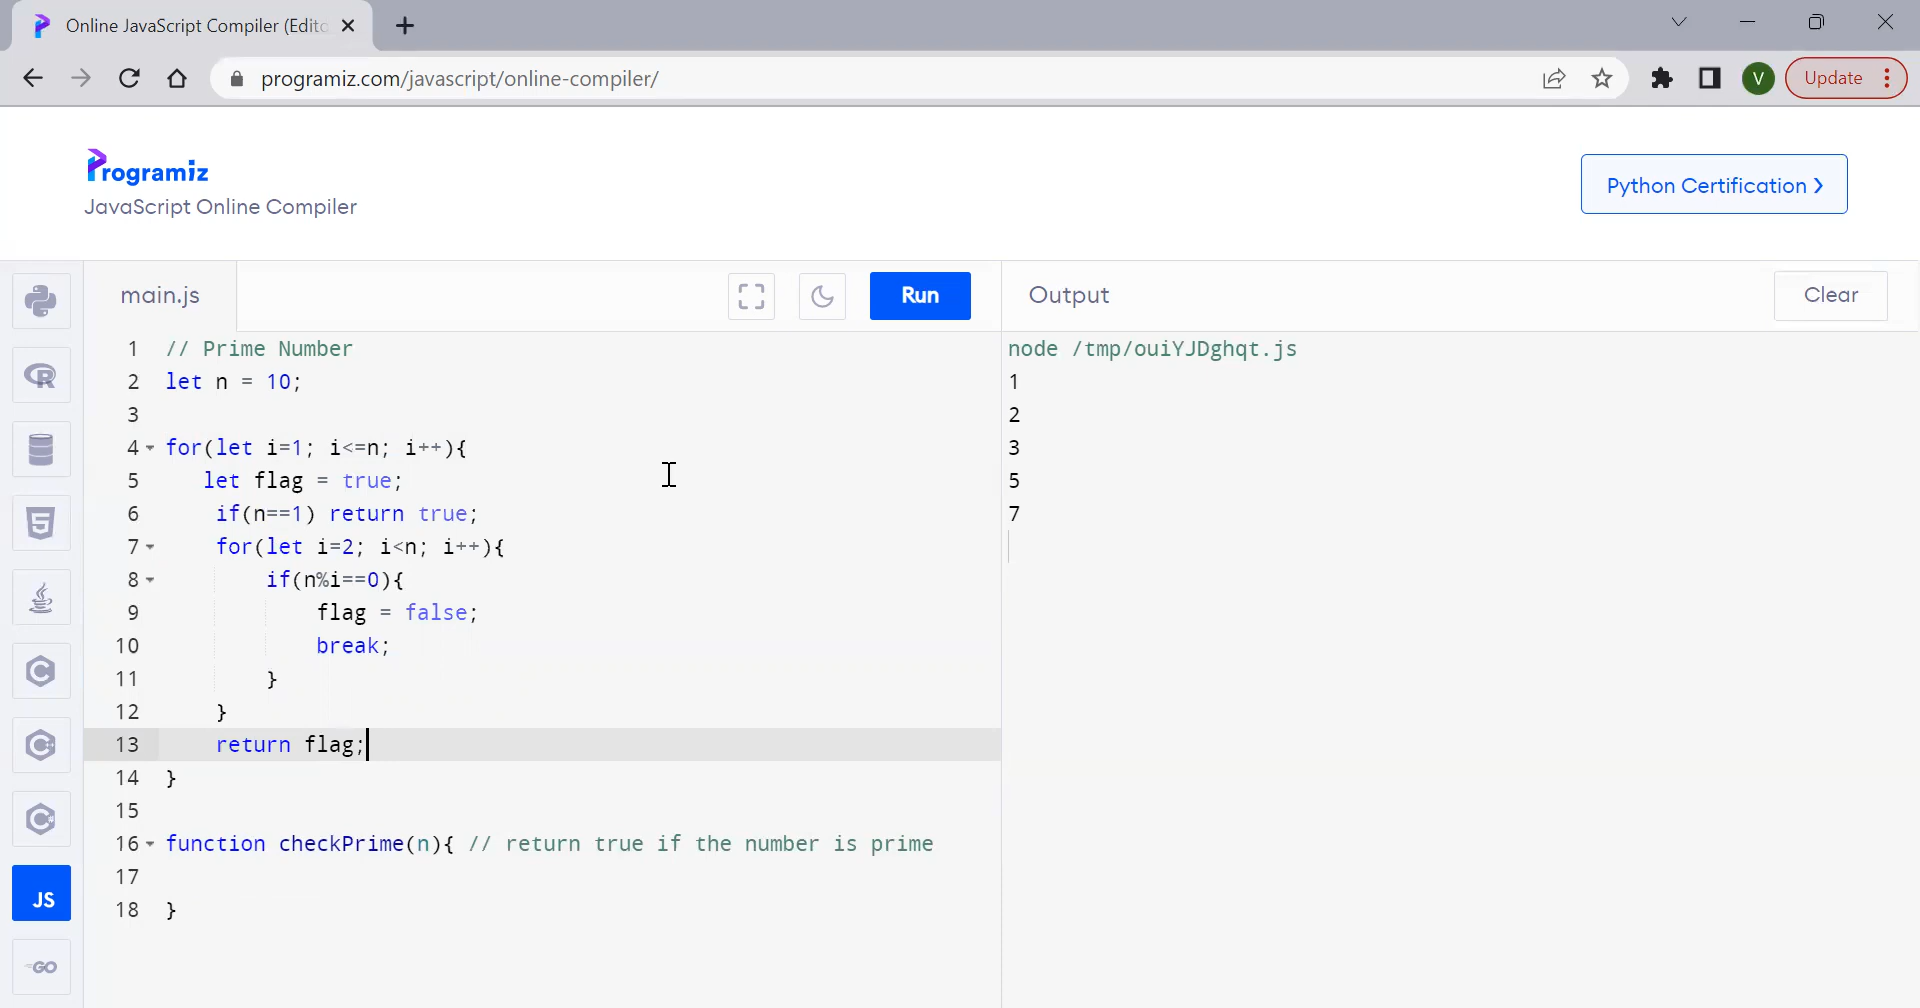 Online JavaScript Compiler (Edito
programiz.com/javascript/online-compiler/
V
Update
Programiz
JavaScript Online Compiler
Python Certification ❯
main.js
Run
Output
Clear
1 // Prime Number
2 let n = 10;
3
4 for(let i=1; i<=n; i++){
5    let flag = true;
6     if(n==1) return true;
7     for(let i=2; i<n; i++){
8         if(n%i==0){
9             flag = false;
10             break;
11         }
12     }
13     return flag;
14 }
15
16 function checkPrime(n){ // return true if the number is prime
17
18 }
node /tmp/ouiYJDghqt.js
1
2
3
5
7
R
5
C
C
C#
JS
GO